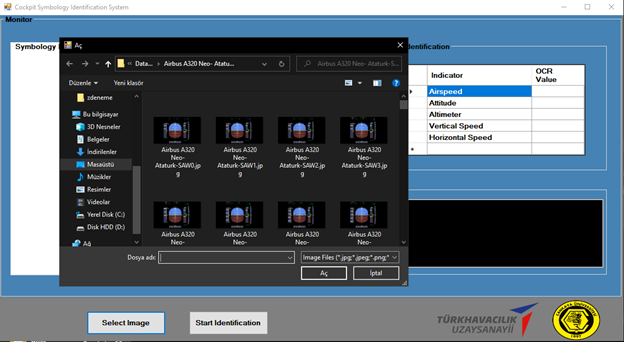 Cockpit Symbology Identification System
Monitor
Symbology
Identification
Aç
Data... > Airbus A320 Neo- Atatu...
Airbus A320 Neo- Ataturk-S...
Düzenle
Yeni klasör
zdeneme
Bu bilgisayar
3D Nesneler
Belgeler
İndirilenler
Masaüstü
Müzikler
Resimler
Videolar
Yerel Disk (C:)
Disk HDD (D:)
Ağ
Airbus A320 Neo-Ataturk-SAW0.jpg
Airbus A320 Neo-Ataturk-SAW1.jpg
Airbus A320 Neo-Ataturk-SAW2.jpg
Airbus A320 Neo-Ataturk-SAW3.jpg
Airbus A320 Neo-
Airbus A320 Neo-
Airbus A320 Neo-
Airbus A320 Neo-
Dosya adı:
Image Files (*.jpg;*.jpeg;*.png;*
Aç
İptal
Indicator
OCR Value
Airspeed
Attitude
Altimeter
Vertical Speed
Horizontal Speed
Select Image
Start Identification
TÜRKHAVACILIK
UZAYSANAYİİ